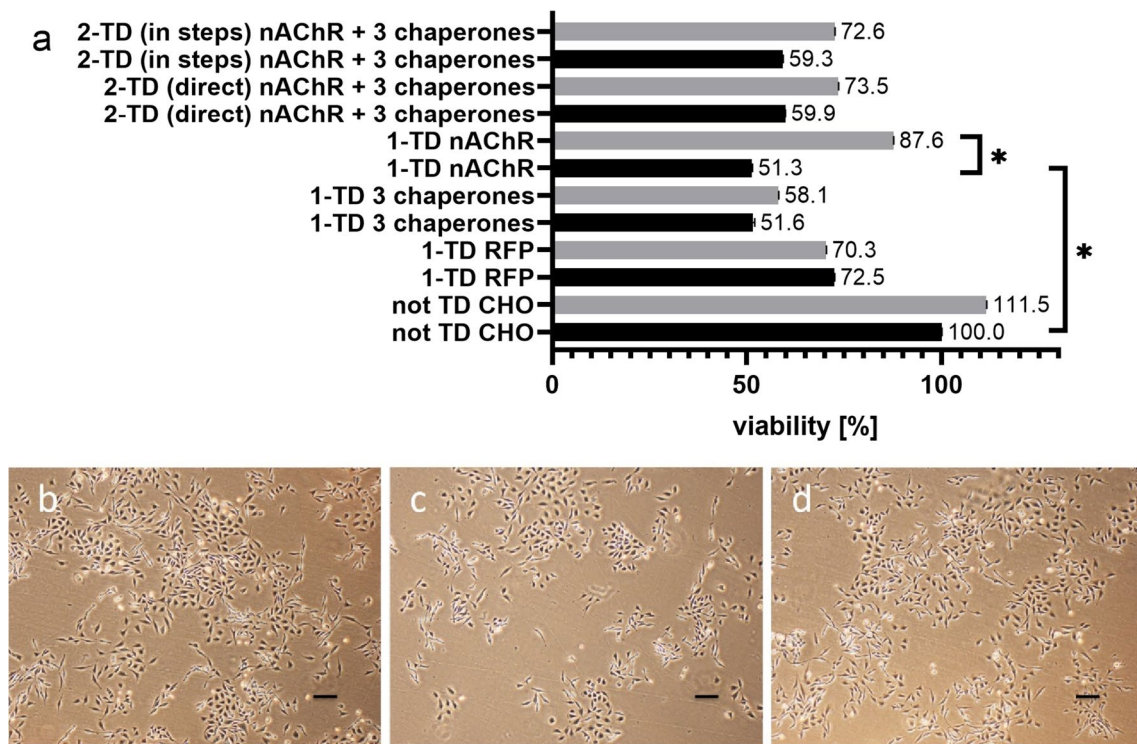 a
2-TD (in steps) nAChR + 3 chaperones 72.6
2-TD (in steps) nAChR + 3 chaperones 59.3
2-TD (direct) nAChR + 3 chaperones 73.5
2-TD (direct) nAChR + 3 chaperones 59.9
1-TD nAChR 87.6
1-TD nAChR 51.3
1-TD 3 chaperones 58.1
1-TD 3 chaperones 51.6
1-TD RFP 70.3
1-TD RFP 72.5
not TD CHO 111.5
not TD CHO 100.0
* *
0 50 100
viability [%]
b c d